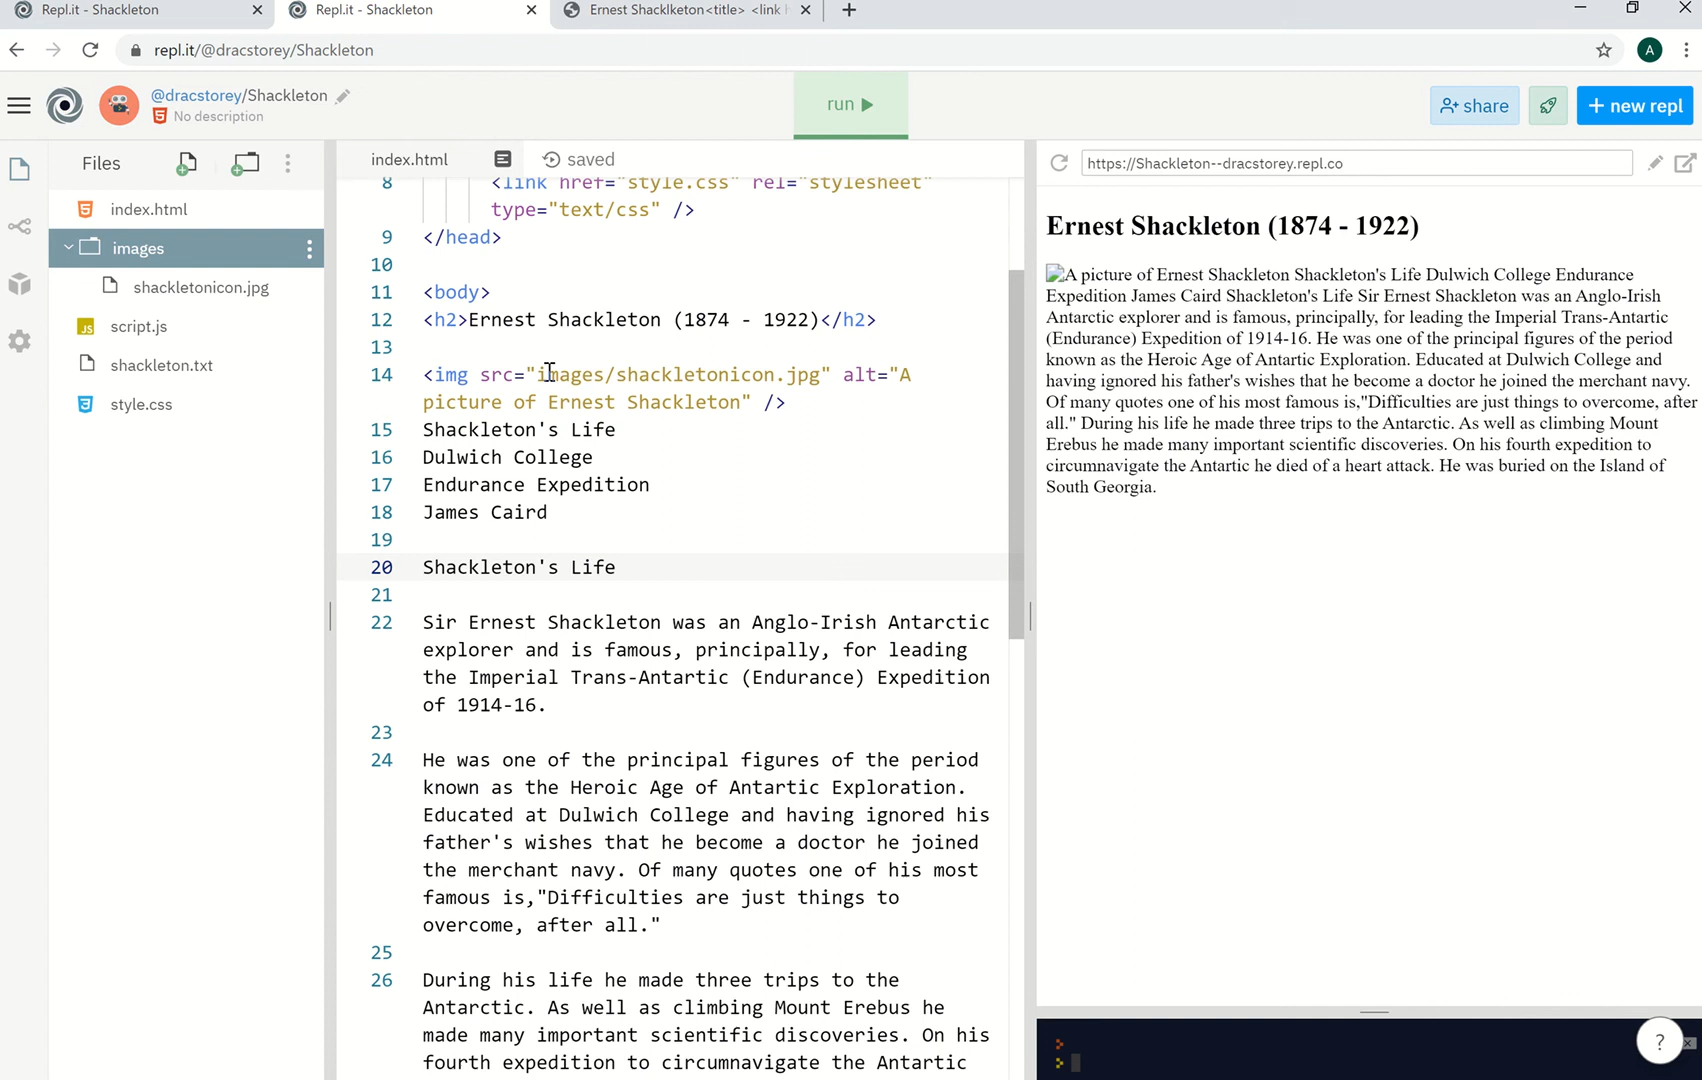 Repl.it - Shackleton
Repl.it - Shackleton
Ernest Shacklketon<title> <link
repl.it/@dracstorey/Shackleton
A
@dracstorey/Shackleton
No description
run
share
+ new repl
Files
index.html
images
shackletonicon.jpg
JS script.js
shackleton.txt
style.css
index.html
saved
8 <link href="style.css" rel="stylesheet"
type="text/css" />
9 </head>
10
11 <body>
12 <h2>Ernest Shackleton (1874 - 1922)</h2>
13
14 <img src="images/shackletonicon.jpg" alt="A
picture of Ernest Shackleton" />
15 Shackleton's Life
16 Dulwich College
17 Endurance Expedition
18 James Caird
19
20 Shackleton's Life
21
22 Sir Ernest Shackleton was an Anglo-Irish Antarctic
explorer and is famous, principally, for leading
the Imperial Trans-Antartic (Endurance) Expedition
of 1914-16.
23
24 He was one of the principal figures of the period
known as the Heroic Age of Antartic Exploration.
Educated at Dulwich College and having ignored his
father's wishes that he become a doctor he joined
the merchant navy. Of many quotes one of his most
famous is,"Difficulties are just things to
overcome, after all."
25
26 During his life he made three trips to the
Antarctic. As well as climbing Mount Erebus he
made many important scientific discoveries. On his
fourth expedition to circumnavigate the Antartic
https://Shackleton--dracstorey.repl.co
Ernest Shackleton (1874 - 1922)
A picture of Ernest Shackleton Shackleton's Life Dulwich College Endurance
Expedition James Caird Shackleton's Life Sir Ernest Shackleton was an Anglo-Irish
Antarctic explorer and is famous, principally, for leading the Imperial Trans-Antartic
(Endurance) Expedition of 1914-16. He was one of the principal figures of the period
known as the Heroic Age of Antartic Exploration. Educated at Dulwich College and
having ignored his father's wishes that he become a doctor he joined the merchant navy.
Of many quotes one of his most famous is,"Difficulties are just things to overcome, after
all." During his life he made three trips to the Antarctic. As well as climbing Mount
Erebus he made many important scientific discoveries. On his fourth expedition to
circumnavigate the Antartic he died of a heart attack. He was buried on the Island of
South Georgia.
>
>
?